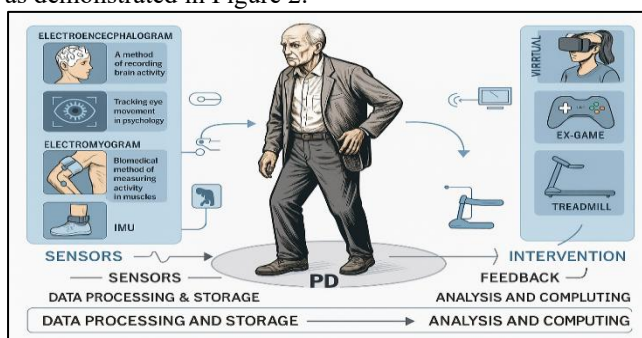 as demonstrated in Figure 2.
ELECTROENCEPHALOGRAM
A method
of recording
brain activity
Tracking eye
movement
in psychology
ELECTROMYOGRAM
Biomedical
method of
measuring
activity
in muscles
IMU
SENSORS
SENSORS
DATA PROCESSING & STORAGE
DATA PROCESSING AND STORAGE
PD
VIRRTUAL
EX-GAME
TREADMILL
INTERVENTION
FEEDBACK
ANALYSIS AND COMPLUTING
ANALYSIS AND COMPUTING